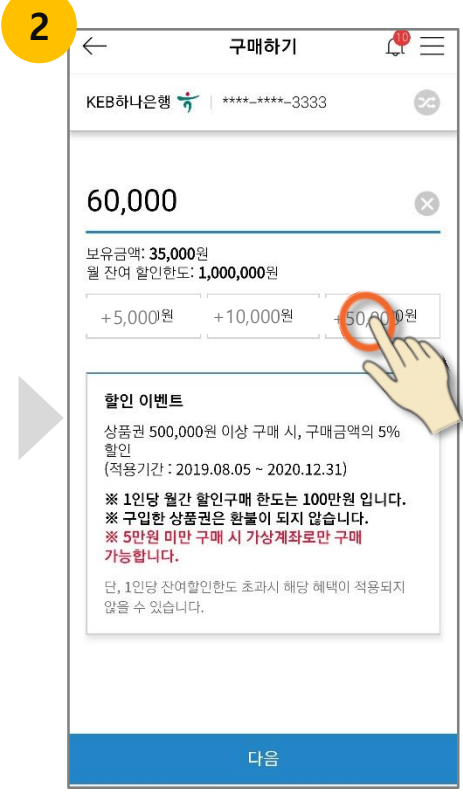 2
구매하기
10
KEB하나은행 | ****-****-3333
60,000
보유금액: 35,000원
월 잔여 할인한도: 1,000,000원
+5,000원 +10,000원 +50,000원
할인 이벤트
상품권 500,000원 이상 구매 시, 구매금액의 5%
할인
(적용기간 : 2019.08.05 ~ 2020.12.31)
※ 1인당 월간 할인구매 한도는 100만원 입니다.
※ 구입한 상품권은 환불이 되지 않습니다.
※ 5만원 미만 구매 시 가상계좌로만 구매
가능합니다.
단, 1인당 잔여할인한도 초과시 해당 혜택이 적용되지
않을 수 있습니다.
다음